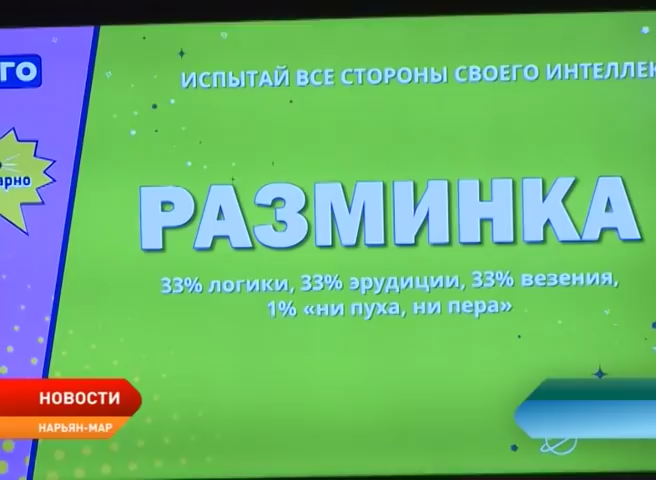 ГО
ИСПЫТАЙ ВСЕ СТОРОНЫ СВОЕГО
арно
РАЗМИНКА
33% логики, 33% эрудиции, 33% везения,
1% «ни пуха, ни пера»
НОВОСТИ
НАРЬЯН-МАР